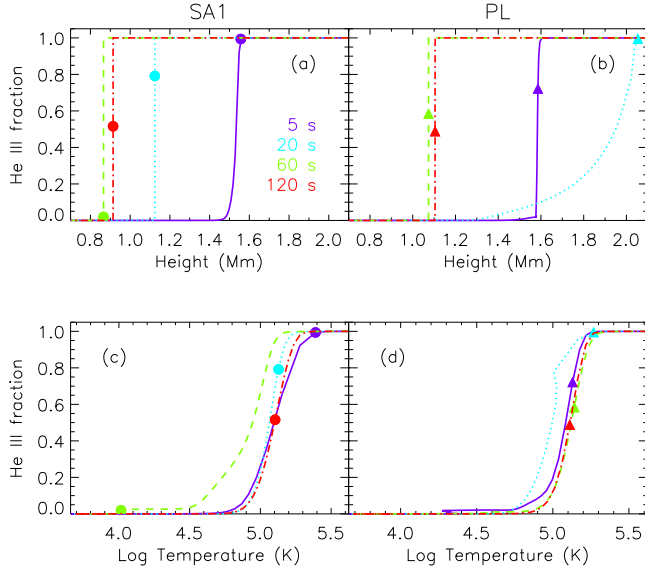 SA1 PL
He III fraction
1.0
0.8
0.6
0.4
0.2
0.0
(a)
5 s
20 s
60 s
120 s
(b)
0.8 1.0 1.2 1.4 1.6 1.8 2.0
Height (Mm)
0.8 1.0 1.2 1.4 1.6 1.8 2.0
Height (Mm)
He III fraction
1.0
0.8
0.6
0.4
0.2
0.0
(c)
(d)
4.0 4.5 5.0 5.5
Log Temperature (K)
4.0 4.5 5.0 5.5
Log Temperature (K)